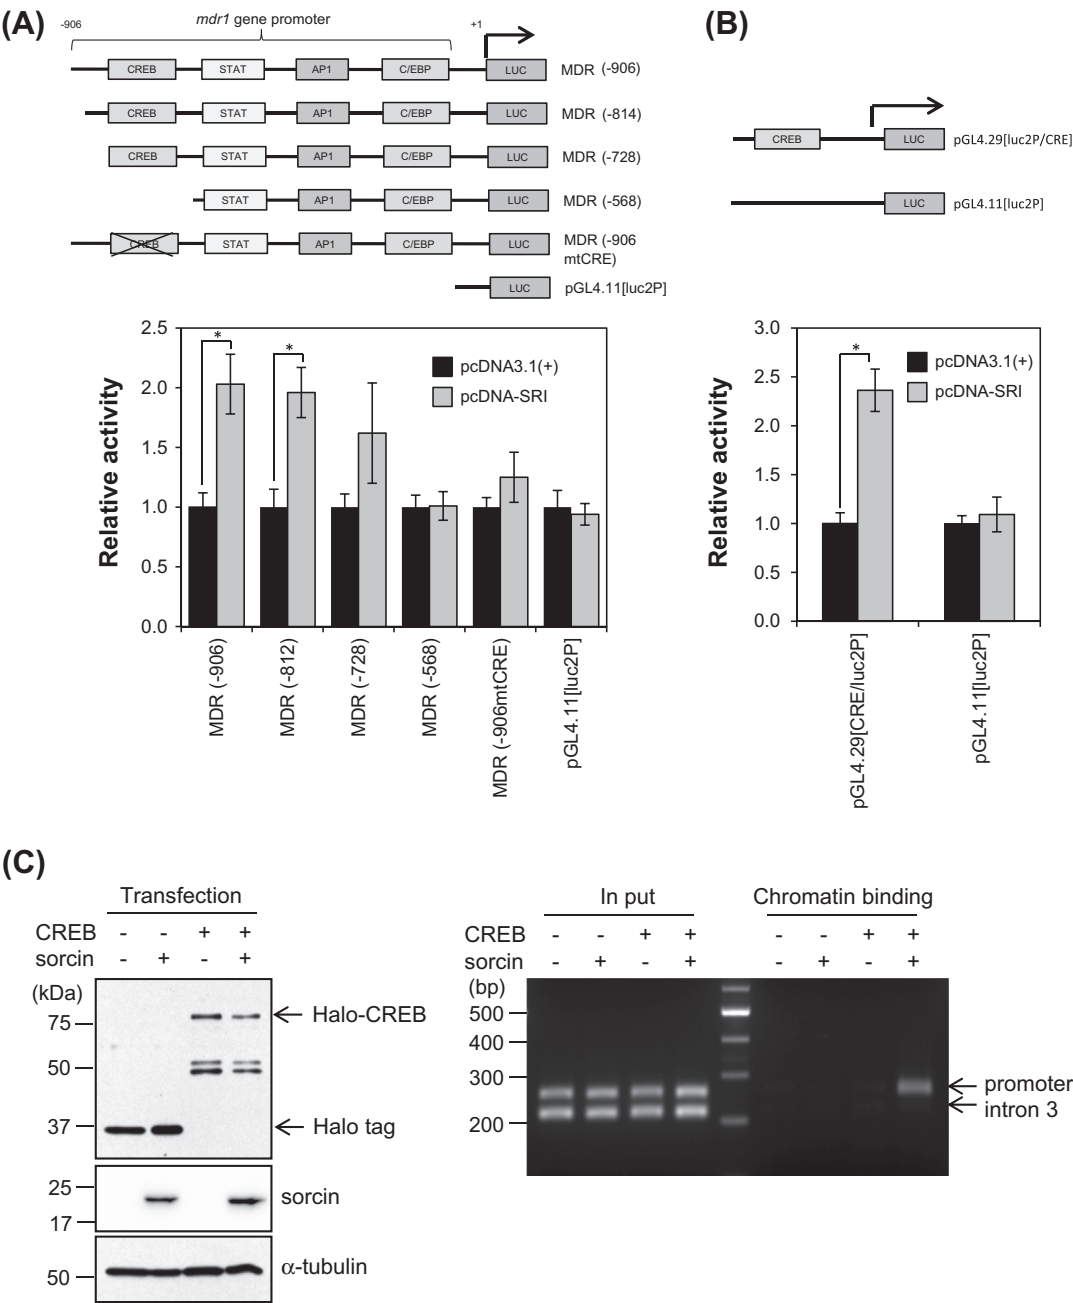 (A)
-906
mdr1 gene promoter
+1
CREB STAT AP1 C/EBP LUC MDR (-906)
CREB STAT AP1 C/EBP LUC MDR (-814)
CREB STAT AP1 C/EBP LUC MDR (-728)
STAT AP1 C/EBP LUC MDR (-568)
CREB STAT AP1 C/EBP LUC MDR (-906
mtCRE)
LUC pGL4.11[luc2P]
2.5
2.0
1.5
1.0
0.5
0.0
Relative activity
*
*
pcDNA3.1(+)
pcDNA-SRI
MDR (-906)
MDR (-812)
MDR (-728)
MDR (-568)
MDR (-906mtCRE)
pGL4.11[luc2P]
(B)
CREB LUC pGL4.29[luc2P/CRE]
LUC pGL4.11[luc2P]
3.0
2.5
2.0
1.5
1.0
0.5
0.0
Relative activity
*
pcDNA3.1(+)
pcDNA-SRI
pGL4.29[CRE/luc2P]
pGL4.11[luc2P]
(C)
Transfection
CREB - - + +
sorcin - + - +
(kDa)
75
50
37
25
17
50
Halo-CREB
Halo tag
sorcin
α-tubulin
In put Chromatin binding
CREB - - + + - - + +
sorcin - + - + - + - +
(bp)
500
400
300
200
promoter
intron 3